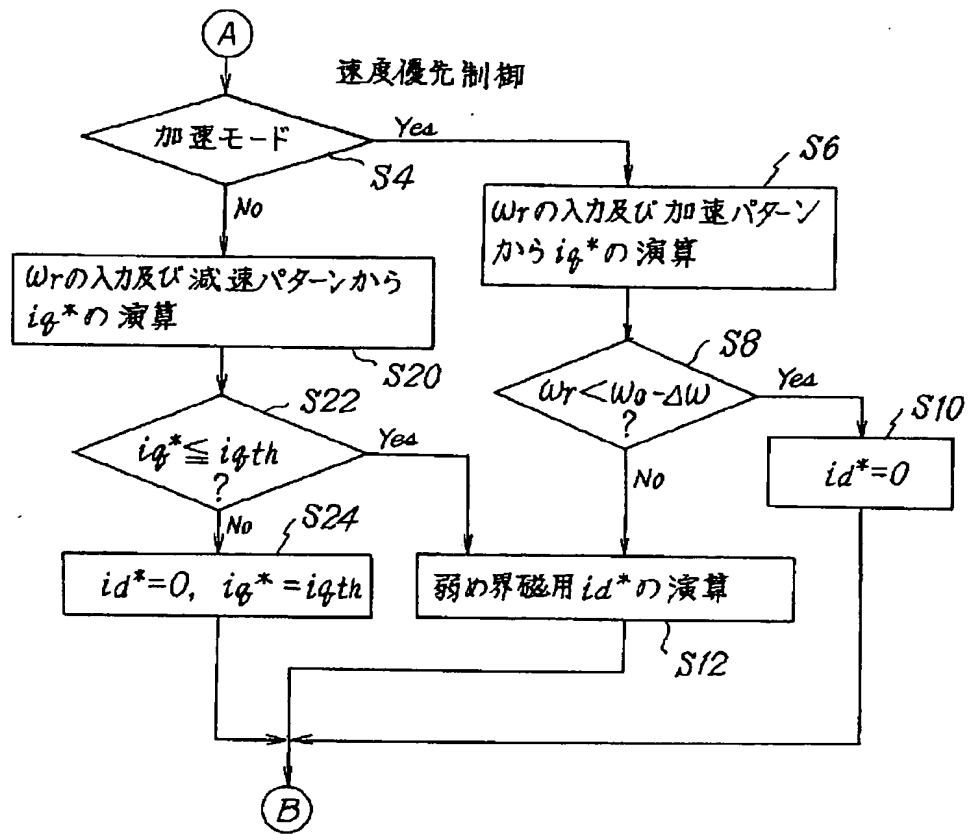 A
速度優先制御
加速モード
Yes
S4
No
S6
ωrの入力及び加速パターン
からiq*の演算
ωrの入力及び減速パターンから
iq*の演算
S20
S8
ωr<ω0-Δω
?
Yes
No
S10
id*=0
S22
iq*≦iqth
?
Yes
No
S24
id*=0, iq*=iqth
弱め界磁用id*の演算
S12
B